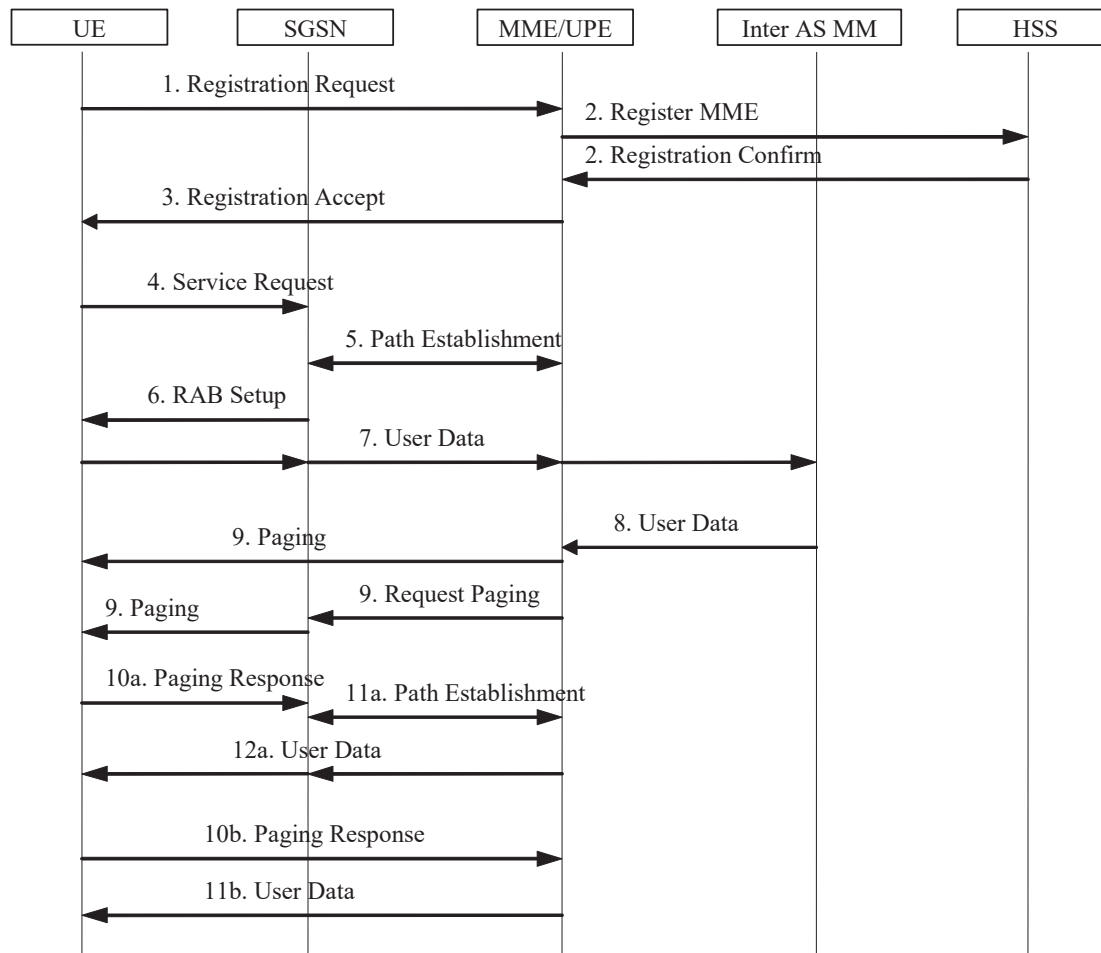 UE
SGSN
MME/UPE
Inter AS MM
HSS
1. Registration Request
2. Register MME
2. Registration Confirm
3. Registration Accept
4. Service Request
5. Path Establishment
6. RAB Setup
7. User Data
8. User Data
9. Paging
9. Request Paging
9. Paging
10a. Paging Response
11a. Path Establishment
12a. User Data
10b. Paging Response
11b. User Data